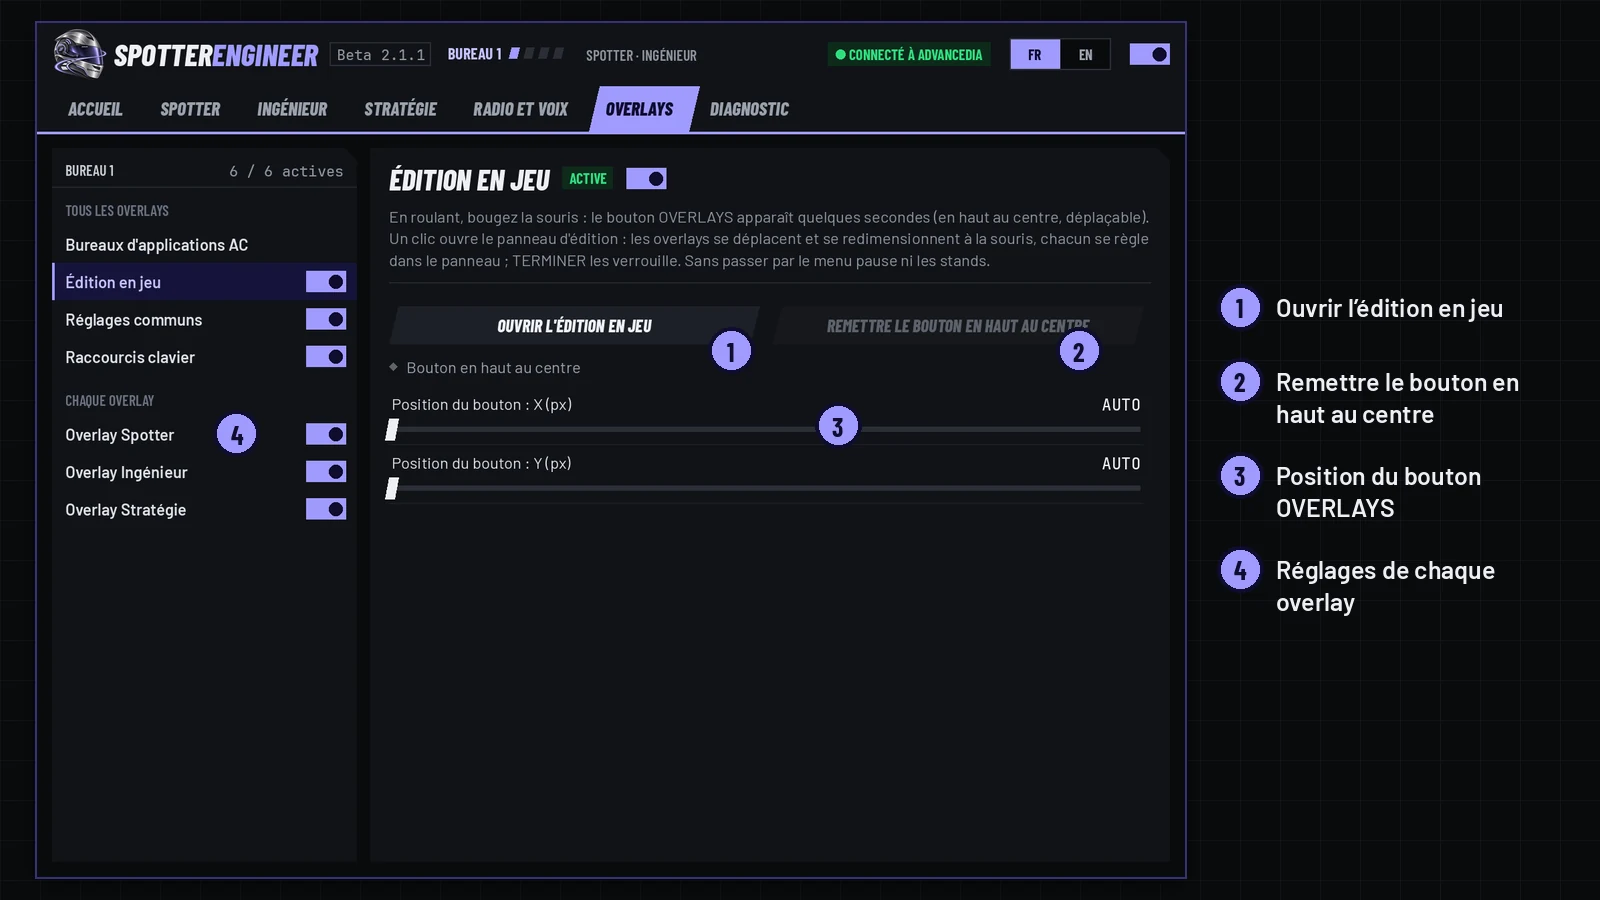 SPOTTERENGINEER
Beta 2.1.1
BUREAU 1
SPOTTER · INGÉNIEUR
CONNECTÉ À ADVANCEDIA
FR
EN
ACCUEIL
SPOTTER
INGÉNIEUR
STRATÉGIE
RADIO ET VOIX
OVERLAYS
DIAGNOSTIC
BUREAU 1
6 / 6 actives
TOUS LES OVERLAYS
Bureaux d'applications AC
Édition en jeu
Réglages communs
Raccourcis clavier
CHAQUE OVERLAY
Overlay Spotter
4
Overlay Ingénieur
Overlay Stratégie
ÉDITION EN JEU
ACTIVE
En roulant, bougez la souris : le bouton OVERLAYS apparaît quelques secondes (en haut au centre, déplaçable).
Un clic ouvre le panneau d'édition : les overlays se déplacent et se redimensionnent à la souris, chacun se règle
dans le panneau ; TERMINER les verrouille. Sans passer par le menu pause ni les stands.
OUVRIR L'ÉDITION EN JEU
1
REMETTRE LE BOUTON EN HAUT AU CENTRE
2
Bouton en haut au centre
Position du bouton : X (px)
AUTO
3
Position du bouton : Y (px)
AUTO
1
Ouvrir l’édition en jeu
2
Remettre le bouton en
haut au centre
3
Position du bouton
OVERLAYS
4
Réglages de chaque
overlay